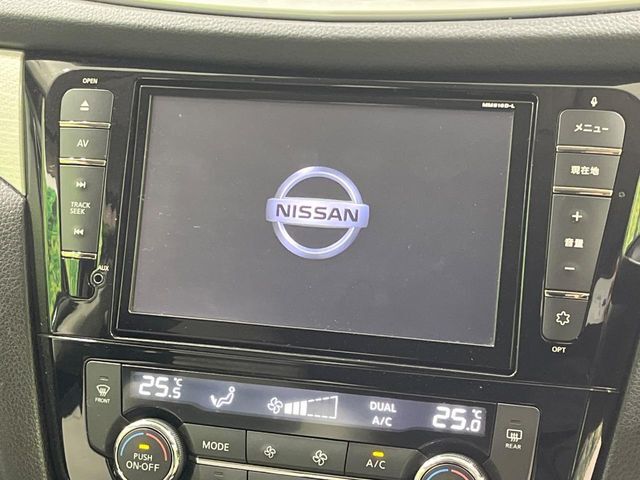 OPEN
MM516D-L
AV
TRACK
SEEK
AUX
NISSAN
メニュー
現在地
+
音量
−
OPT
FRONT
25.5℃
DUAL
A/C
25.0℃
REAR
PUSH
ON·OFF
MODE
A/C